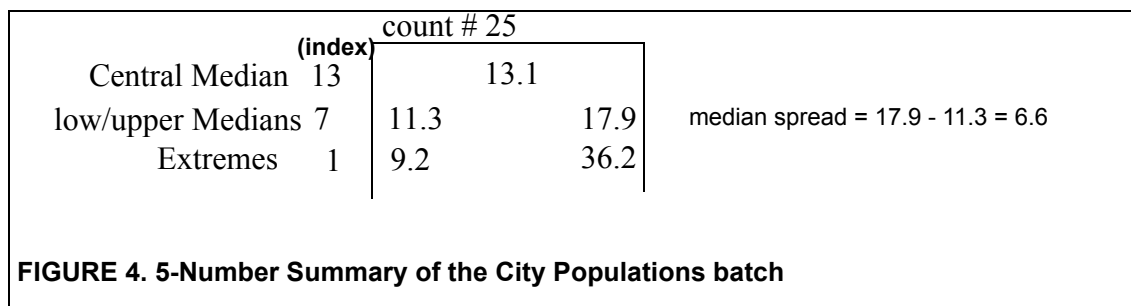 count # 25
(index)
Central Median 13 13.1
low/upper Medians 7 11.3 17.9 median spread = 17.9 - 11.3 = 6.6
Extremes 1 9.2 36.2
FIGURE 4. 5-Number Summary of the City Populations batch